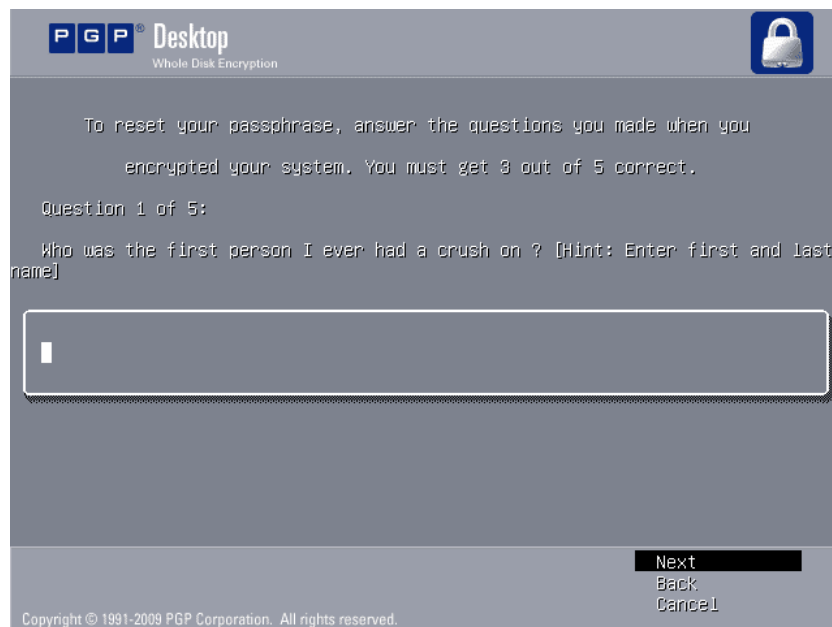 PGP® Desktop
Whole Disk Encryption
To reset your passphrase, answer the questions you made when you
encrypted your system. You must get 3 out of 5 correct.
Question 1 of 5:
Who was the first person I ever had a crush on ? [Hint: Enter first and last
name]
Next
Back
Cancel
Copyright © 1991-2009 PGP Corporation. All rights reserved.